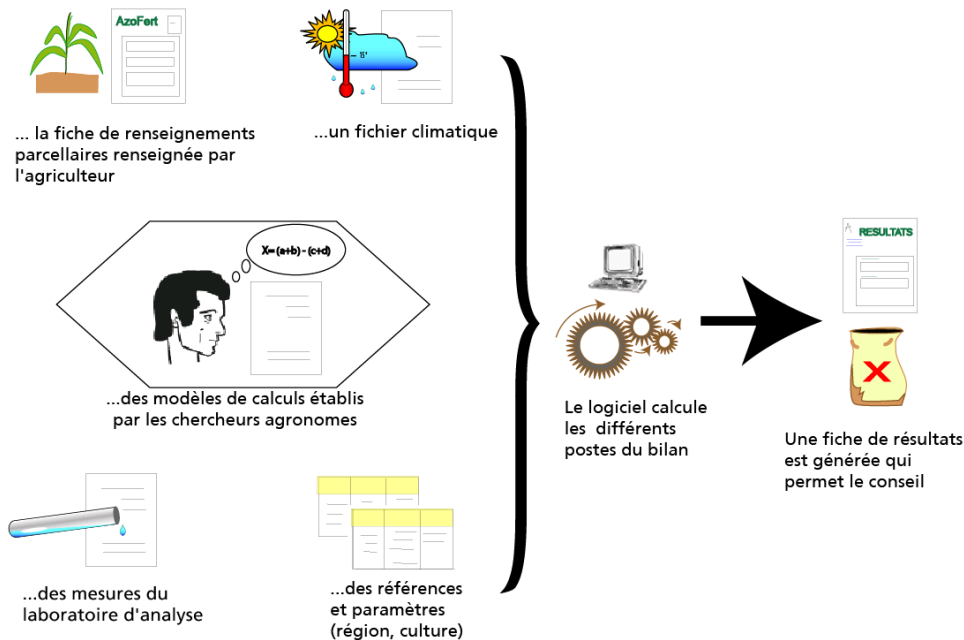 AzoFert
15°
... la fiche de renseignements
parcellaires renseignée par
l'agriculteur
...un fichier climatique
X=(a+b) - (c+d)
...des modèles de calculs établis
par les chercheurs agronomes
...des mesures du
laboratoire d'analyse
...des références
et paramètres
(région, culture)
Le logiciel calcule
les différents
postes du bilan
RESULTATS
X
Une fiche de résultats
est générée qui
permet le conseil